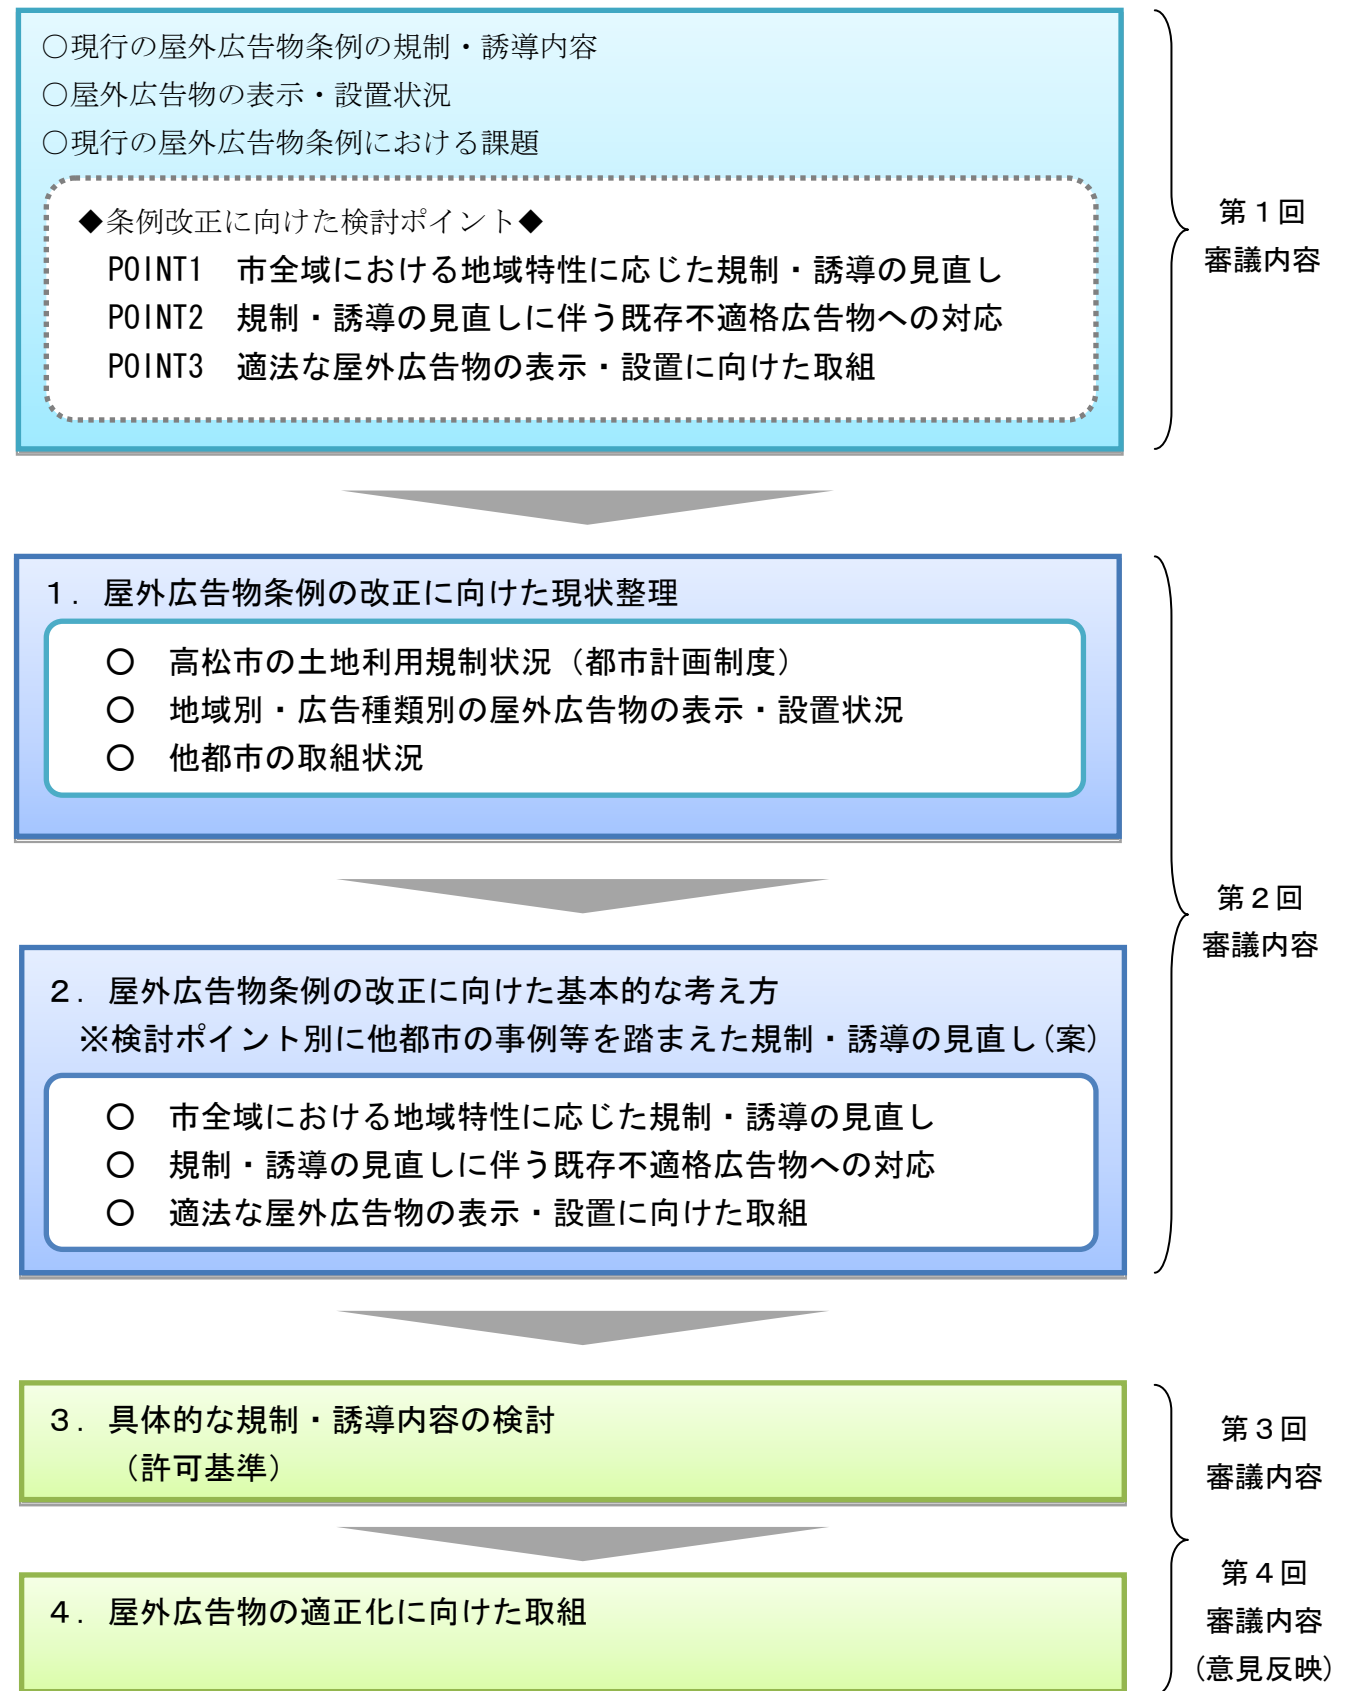 ○現行の屋外広告物条例の規制・誘導内容
○屋外広告物の表示・設置状況
○現行の屋外広告物条例における課題
◆条例改正に向けた検討ポイント◆
POINT1　市全域における地域特性に応じた規制・誘導の見直し
POINT2　規制・誘導の見直しに伴う既存不適格広告物への対応
POINT3　適法な屋外広告物の表示・設置に向けた取組
第１回
審議内容
１．屋外広告物条例の改正に向けた現状整理
○　高松市の土地利用規制状況（都市計画制度）
○　地域別・広告種類別の屋外広告物の表示・設置状況
○　他都市の取組状況
２．屋外広告物条例の改正に向けた基本的な考え方
※検討ポイント別に他都市の事例等を踏まえた規制・誘導の見直し(案)
○　市全域における地域特性に応じた規制・誘導の見直し
○　規制・誘導の見直しに伴う既存不適格広告物への対応
○　適法な屋外広告物の表示・設置に向けた取組
第２回
審議内容
３．具体的な規制・誘導内容の検討
（許可基準）
４．屋外広告物の適正化に向けた取組
第３回
審議内容
第４回
審議内容
(意見反映)